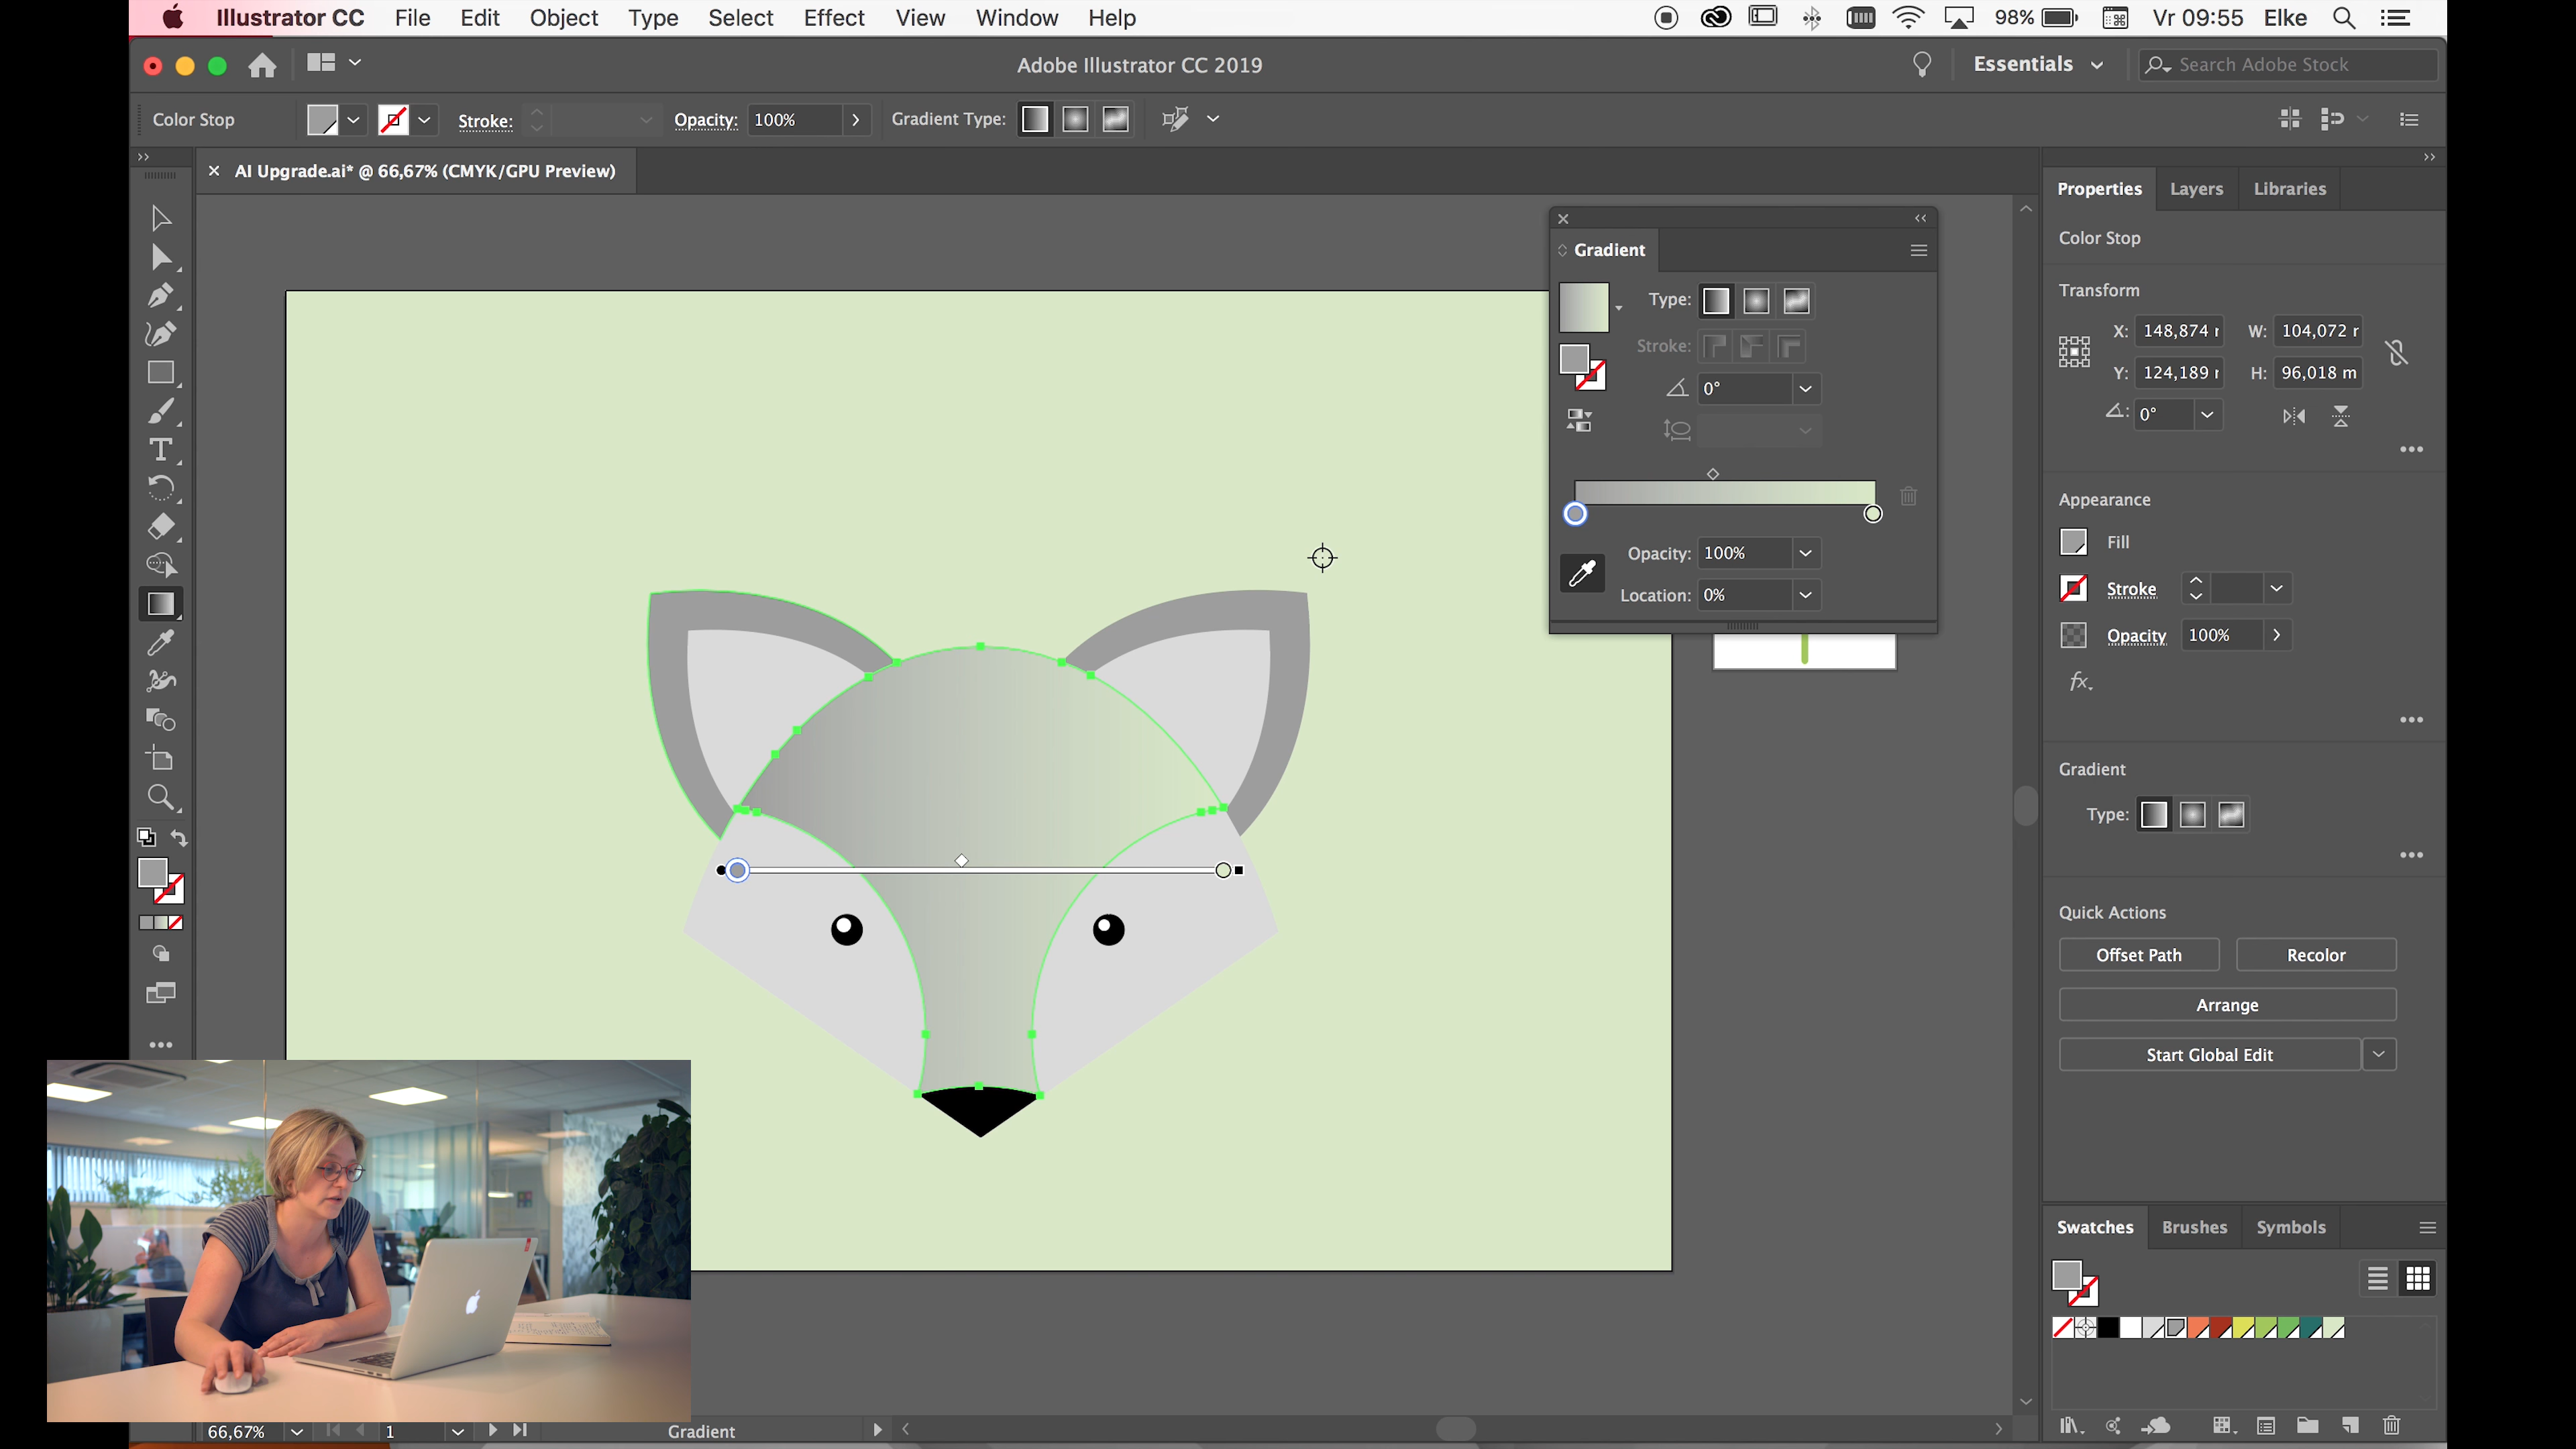 Illustrator CC File Edit Object Type Select Effect View Window Help 98% Vr 09:55 Elke
Adobe Illustrator CC 2019 Essentials Search Adobe Stock
Color Stop Stroke: Opacity: 100% Gradient Type:
AI Upgrade.ai* @ 66,67% (CMYK/GPU Preview)
Properties Layers Libraries
Color Stop
Transform
X: 148,874 r W: 104,072 r
Y: 124,189 r H: 96,018 m
0°
Appearance
Fill
Stroke
Opacity 100%
fx.
Gradient
Type:
Quick Actions
Offset Path Recolor
Arrange
Start Global Edit
Gradient
Type:
Stroke:
0°
Opacity: 100%
Location: 0%
Swatches Brushes Symbols
66,67% 1 Gradient